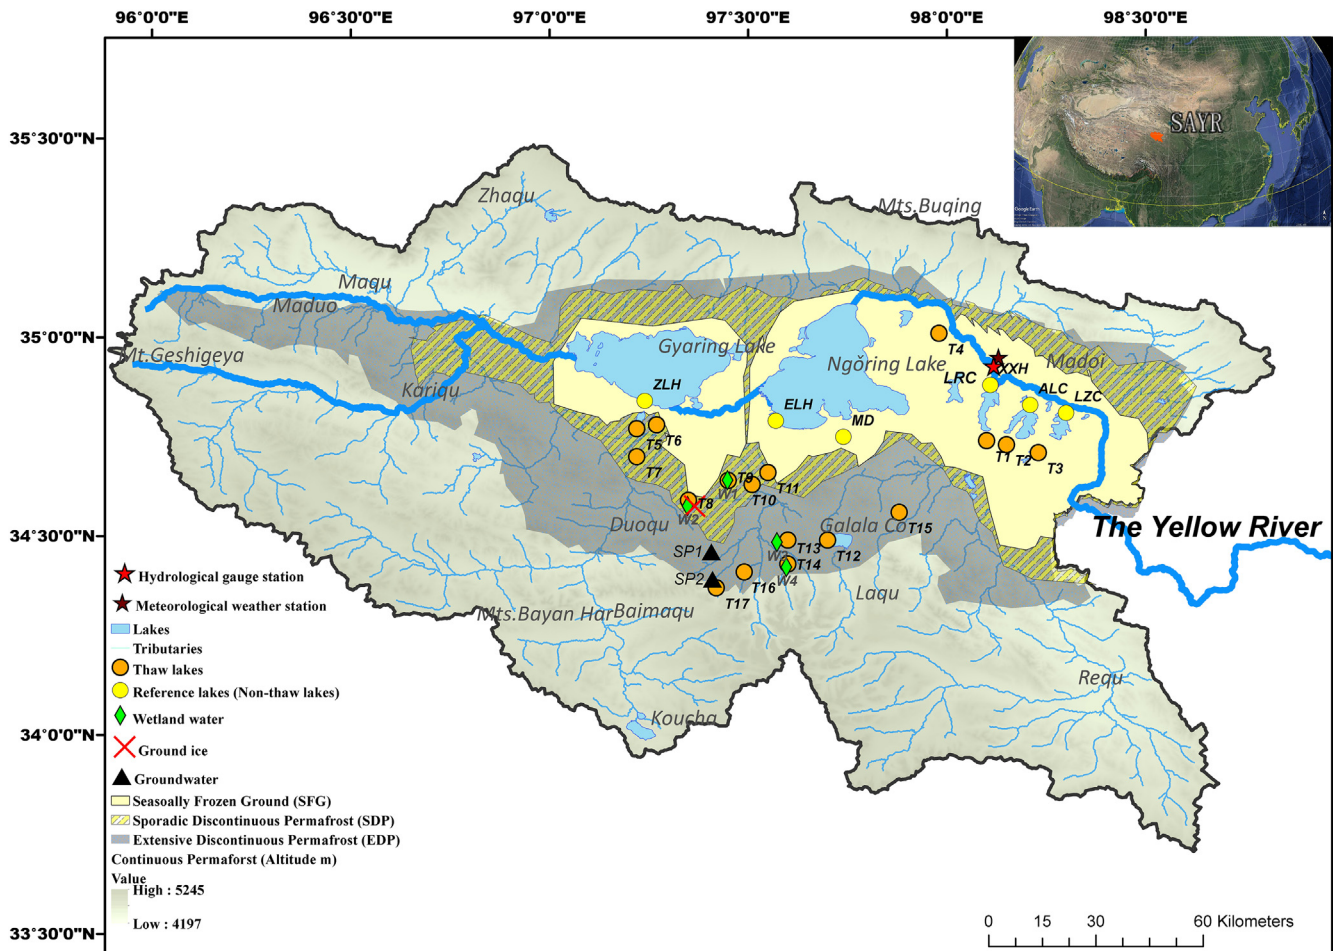 96°0'0"E 96°30'0"E 97°0'0"E 97°30'0"E 98°0'0"E 98°30'0"E
SAYR
35°30'0"N
Zhaqu
Mts.Buqing
Maqu
Maduo
35°0'0"N
Mt.Geshigeya
Gyaring Lake
T4
Ngöring Lake
Madoi
XXH
Kariqu
ZLH
LRC
ALC
LZC
ELH
MD
T5
T6
T1
T2
T3
T7
T9
T11
W1
T10
T8
34°30'0"N
W2
Duoqu
Galala Co
T15
The Yellow River
SP1
T13
T12
W3
T14
SP2
W4
T16
T17
Laqu
Mts.Bayan Har
Baimaqu
Requ
Koucha
34°0'0"N
33°30'0"N
Hydrological gauge station
Meteorological weather station
Lakes
Tributaries
Thaw lakes
Reference lakes (Non-thaw lakes)
Wetland water
Ground ice
Groundwater
Seasoally Frozen Ground (SFG)
Sporadic Discontinuous Permafrost (SDP)
Extensive Discontinuous Permafrost (EDP)
Continuous Permaforst (Altitude m)
Value
High : 5245
Low : 4197
0 15 30 60 Kilometers